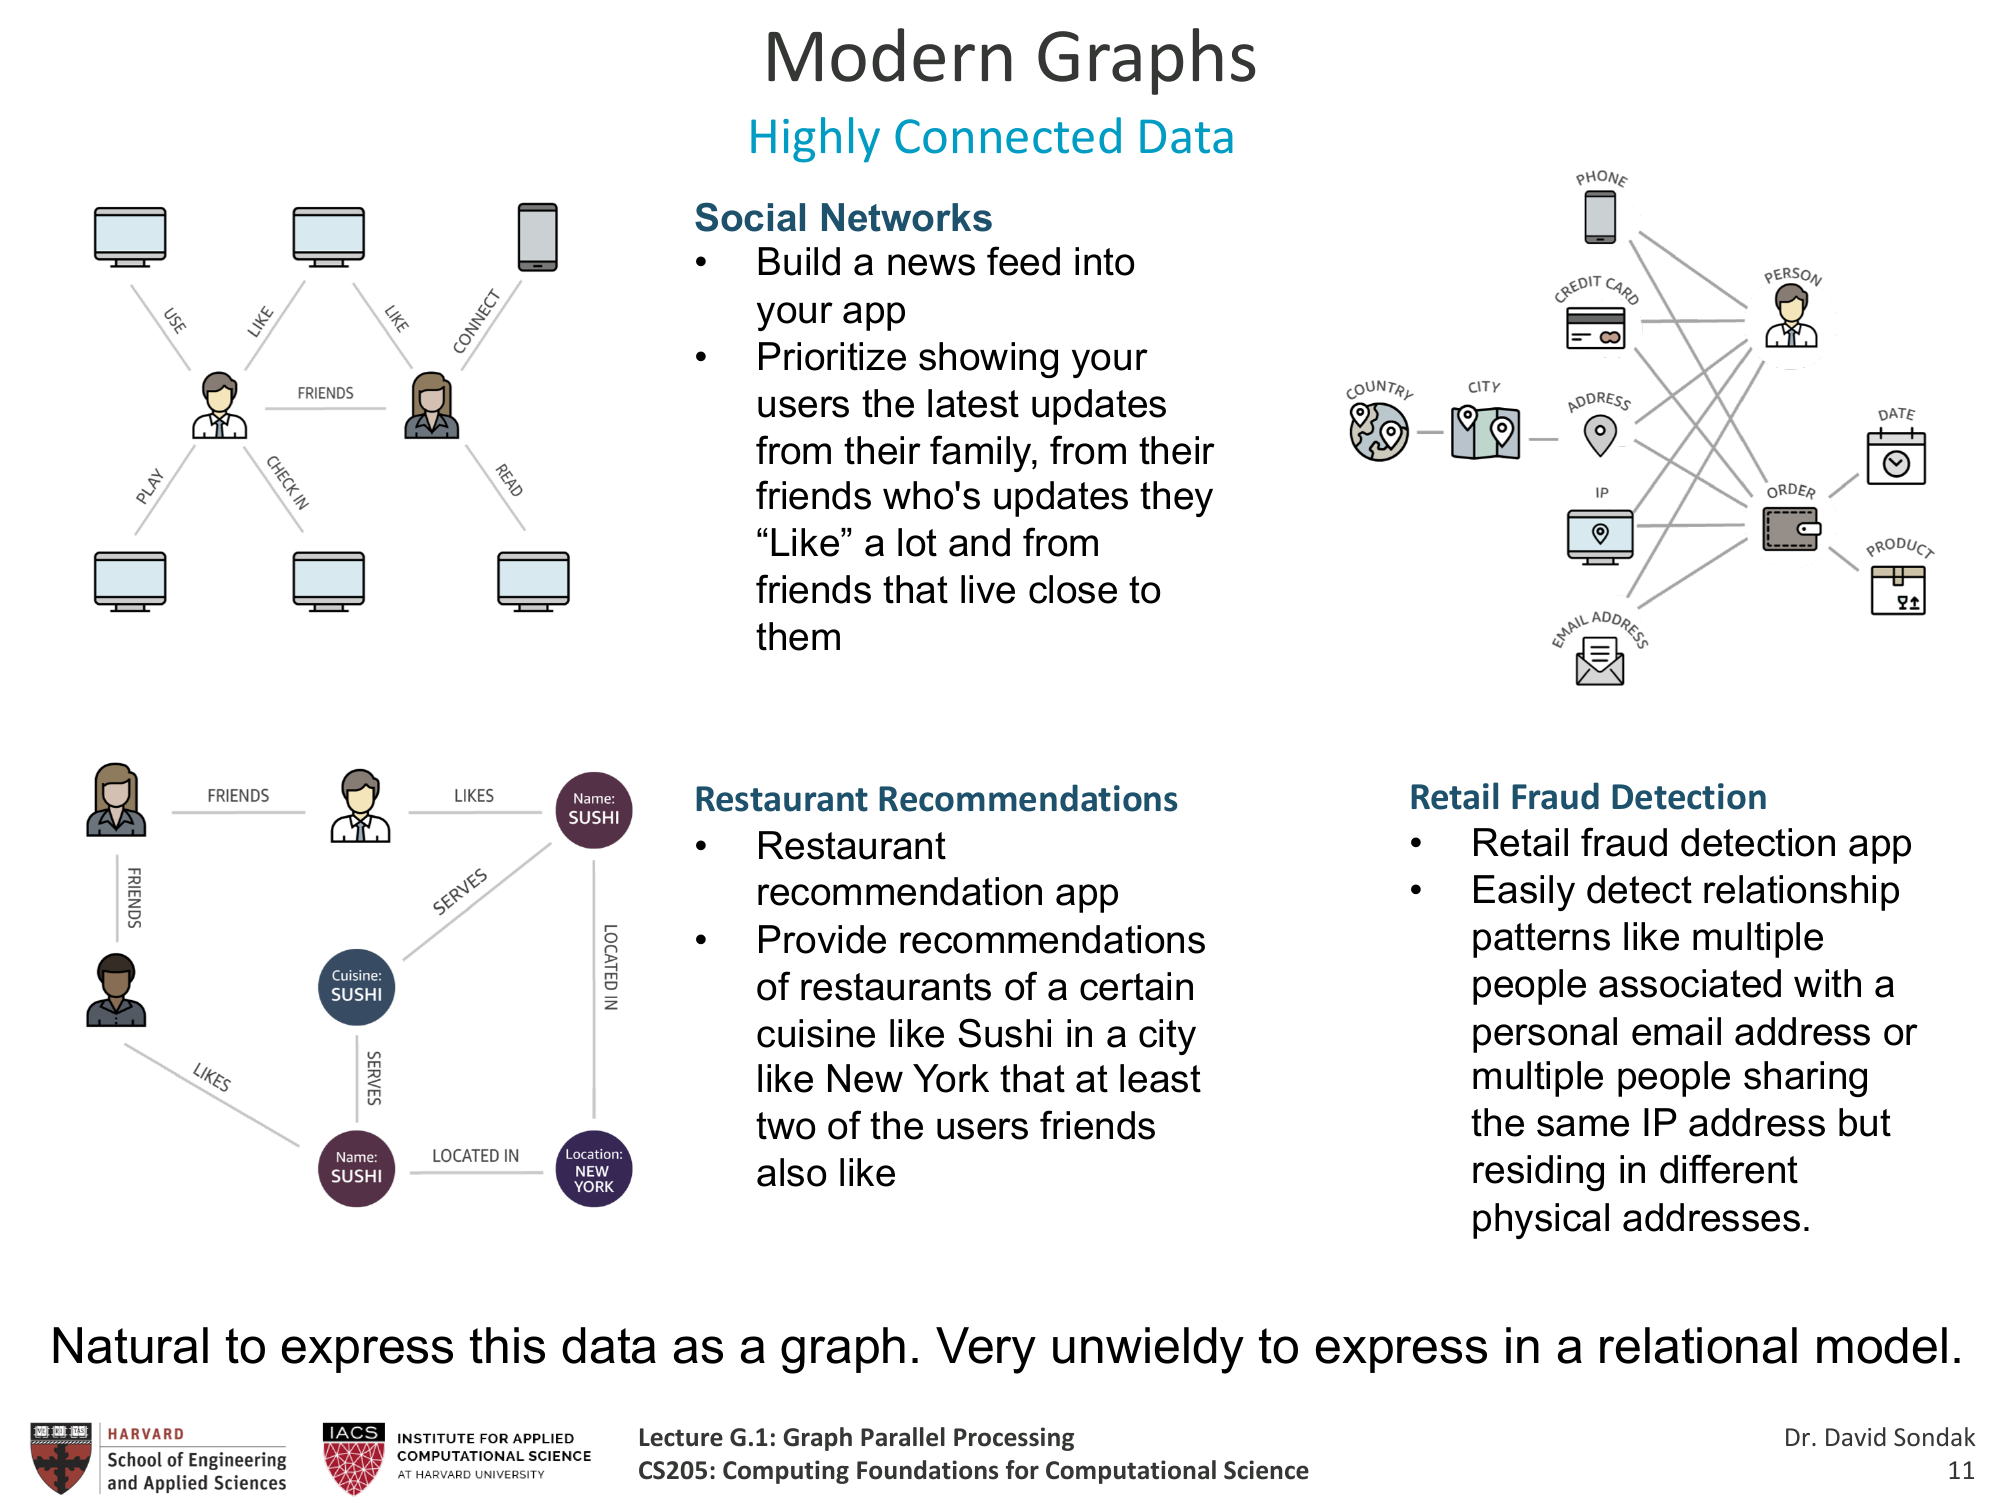 Modern Graphs
Highly Connected Data
USE
LIKE
LIKE
CONNECT
FRIENDS
PLAY
CHECK IN
READ
Social Networks
• Build a news feed into
your app
• Prioritize showing your
users the latest updates
from their family, from their
friends who's updates they
“Like” a lot and from
friends that live close to
them
PHONE
CREDIT CARD
PERSON
COUNTRY
CITY
ADDRESS
DATE
IP
ORDER
PRODUCT
EMAIL ADDRESS
FRIENDS
LIKES
Name:
SUSHI
FRIENDS
SERVES
LOCATED IN
Cuisine:
SUSHI
LIKES
SERVES
Name:
SUSHI
LOCATED IN
Location:
NEW
YORK
Restaurant Recommendations
• Restaurant
recommendation app
• Provide recommendations
of restaurants of a certain
cuisine like Sushi in a city
like New York that at least
two of the users friends
also like
Retail Fraud Detection
• Retail fraud detection app
• Easily detect relationship
patterns like multiple
people associated with a
personal email address or
multiple people sharing
the same IP address but
residing in different
physical addresses.
Natural to express this data as a graph. Very unwieldy to express in a relational model.
HARVARD
School of Engineering
and Applied Sciences
IACS
INSTITUTE FOR APPLIED
COMPUTATIONAL SCIENCE
AT HARVARD UNIVERSITY
Lecture G.1: Graph Parallel Processing
CS205: Computing Foundations for Computational Science
Dr. David Sondak
11